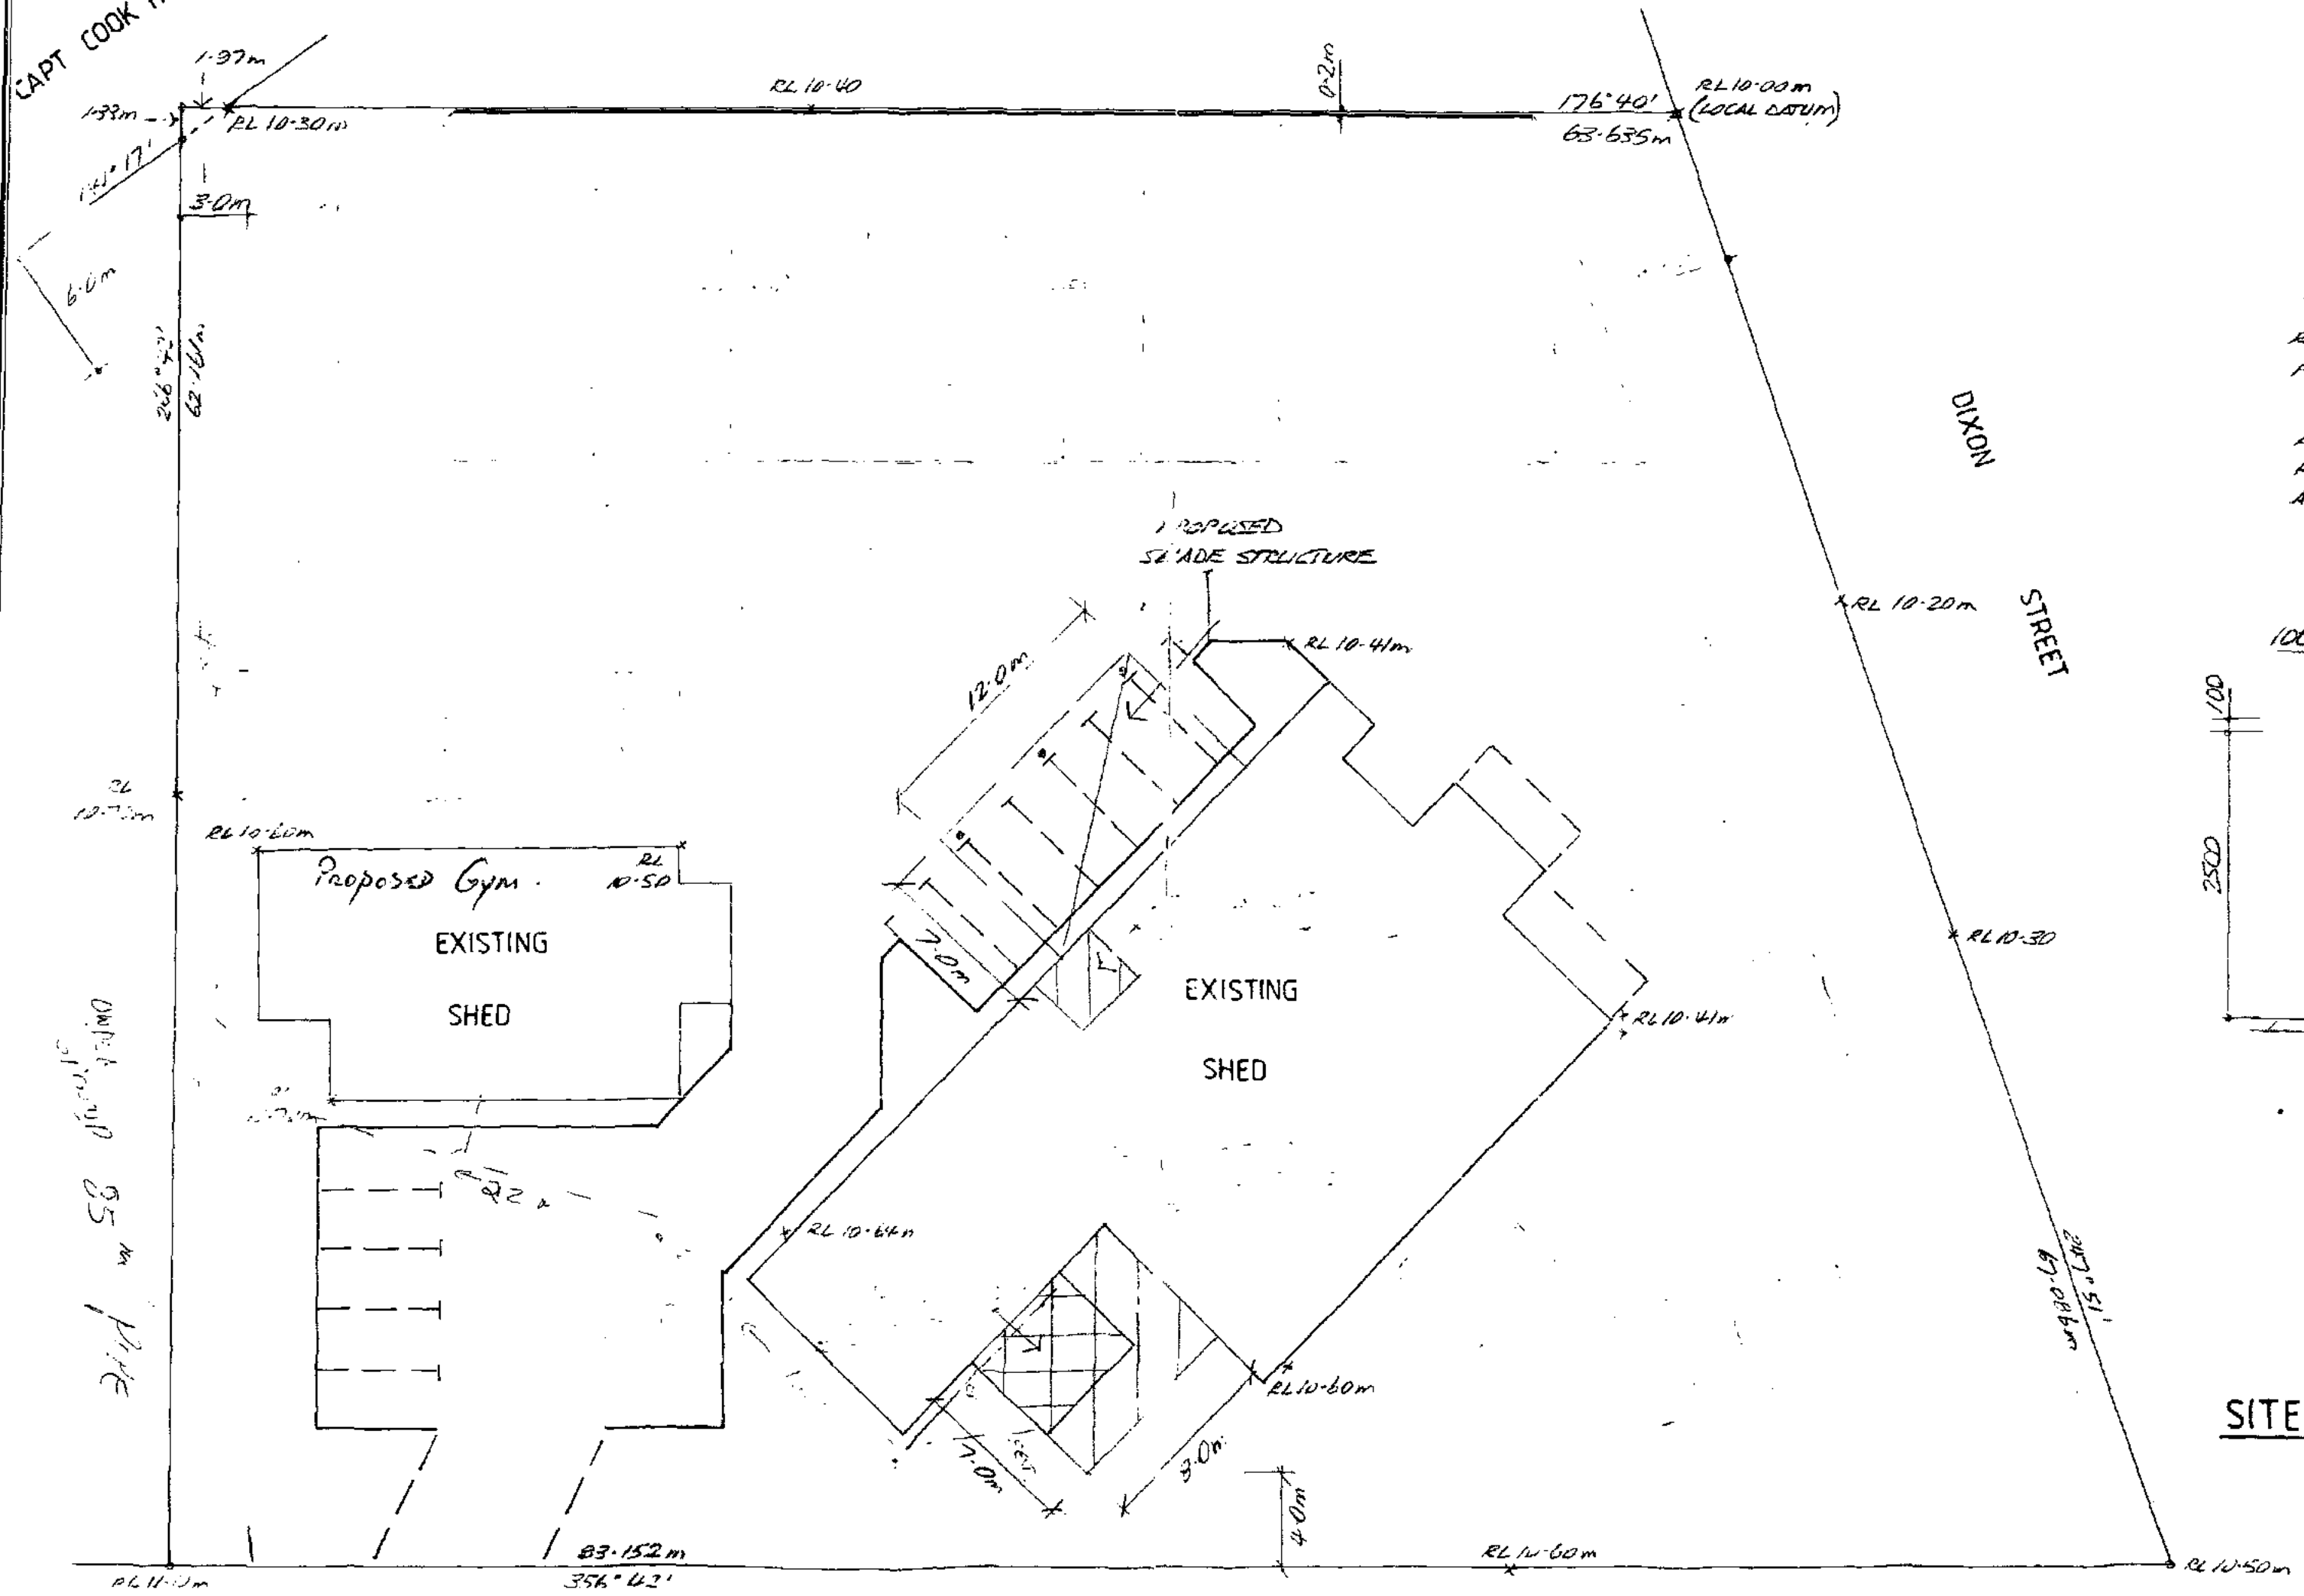 CAPT COOK
1.97m
1.33m
RL 10.30m
RL 10.40
0.2m
176°40'
63.635m
RL 10.00m
(LOCAL DATUM)
3.0m
6.0m
62.161m
DIXON
STREET
PROPOSED
SHADE STRUCTURE
12.0m
RL 10.41m
RL 10.20m
100
100
2500
RL 10.60m
Proposed Gym.
RL
10.50
EXISTING
SHED
7.0m
EXISTING
SHED
RL 10.30
RL 10.41m
RL 10.64m
RL 10.60m
7.0m
8.0m
4.0m
67.086m
SITE
83.152m
356°42'
RL 10.60m
RL 10.50m